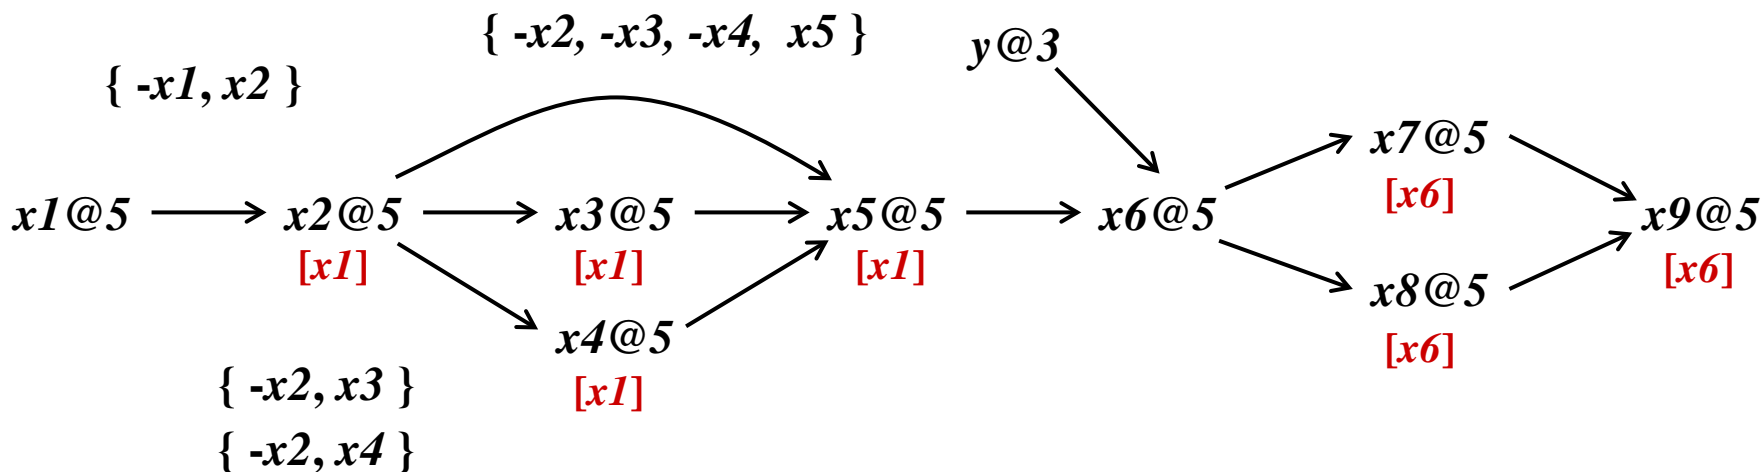 { -x2, -x3, -x4, x5 }
y@3
{ -x1, x2 }
x7@5
[x6]
x1@5 x2@5 x3@5 x5@5 x6@5 x9@5
[x1] [x1] [x1] [x6]
x8@5
[x6]
x4@5
[x1]
{ -x2, x3 }
{ -x2, x4 }